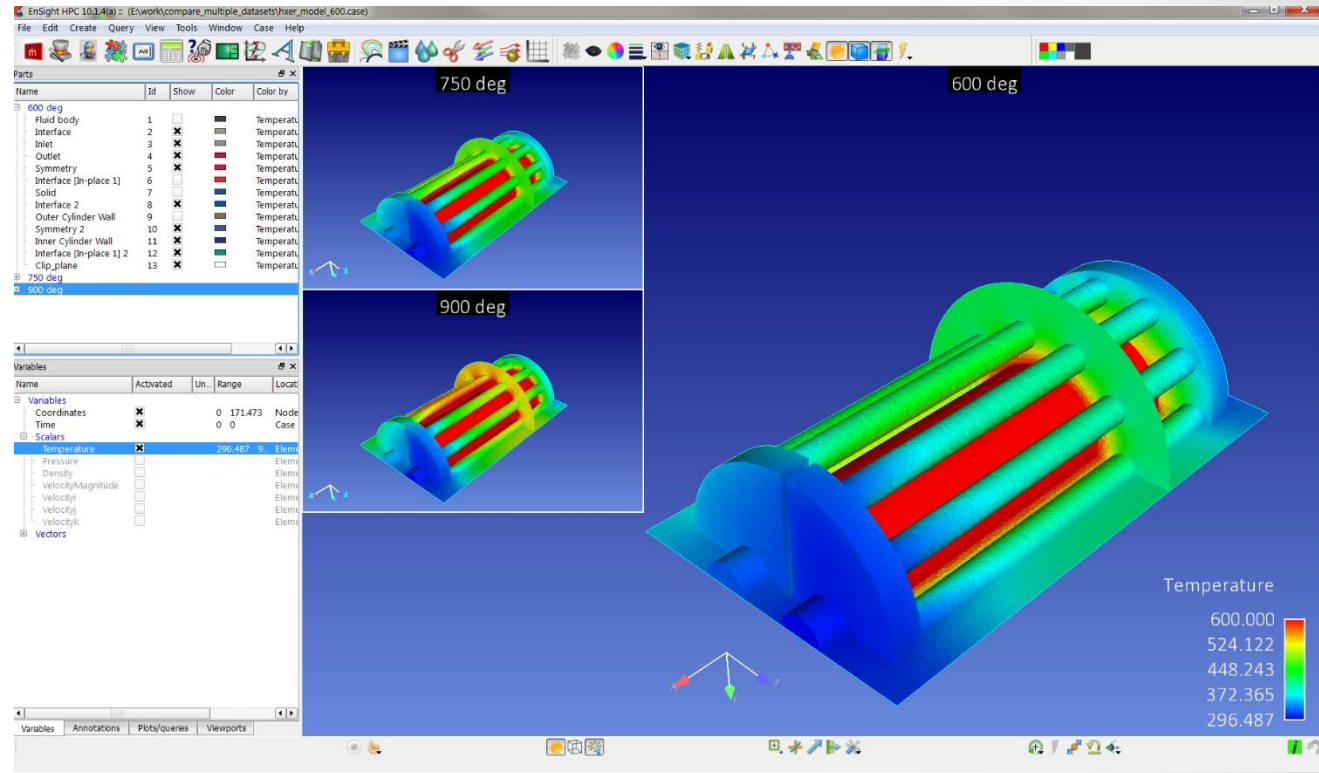 EnSight HPC 10.1.4(a) :: (E:\work\compare_multiple_datasets\hxer_model_600.case)
File Edit Create Query View Tools Window Case Help
Parts
Name Id Show Color Color by
600 deg
Fluid body 1 Temperatu
Interface 2 Temperatu
Inlet 3 Temperatu
Outlet 4 Temperatu
Symmetry 5 Temperatu
Interface [In-place 1] 6 Temperatu
Solid 7 Temperatu
Interface 2 8 Temperatu
Outer Cylinder Wall 9 Temperatu
Symmetry 2 10 Temperatu
Inner Cylinder Wall 11 Temperatu
Interface [In-place 1] 2 12 Temperatu
Clip_plane 13 Temperatu
750 deg
900 deg
Variables
Name Activated Un... Range Locat
Variables
Coordinates 0 171.473 Node
Time 0 0 Case
Scalars
Temperature 296.487 9... Eleme
Pressure Eleme
Density Eleme
VelocityMagnitude Eleme
Velocityi Eleme
Velocityj Eleme
Velocityk Eleme
Vectors
Variables Annotations Plots/queries Viewports
750 deg
900 deg
600 deg
Temperature
600.000
524.122
448.243
372.365
296.487